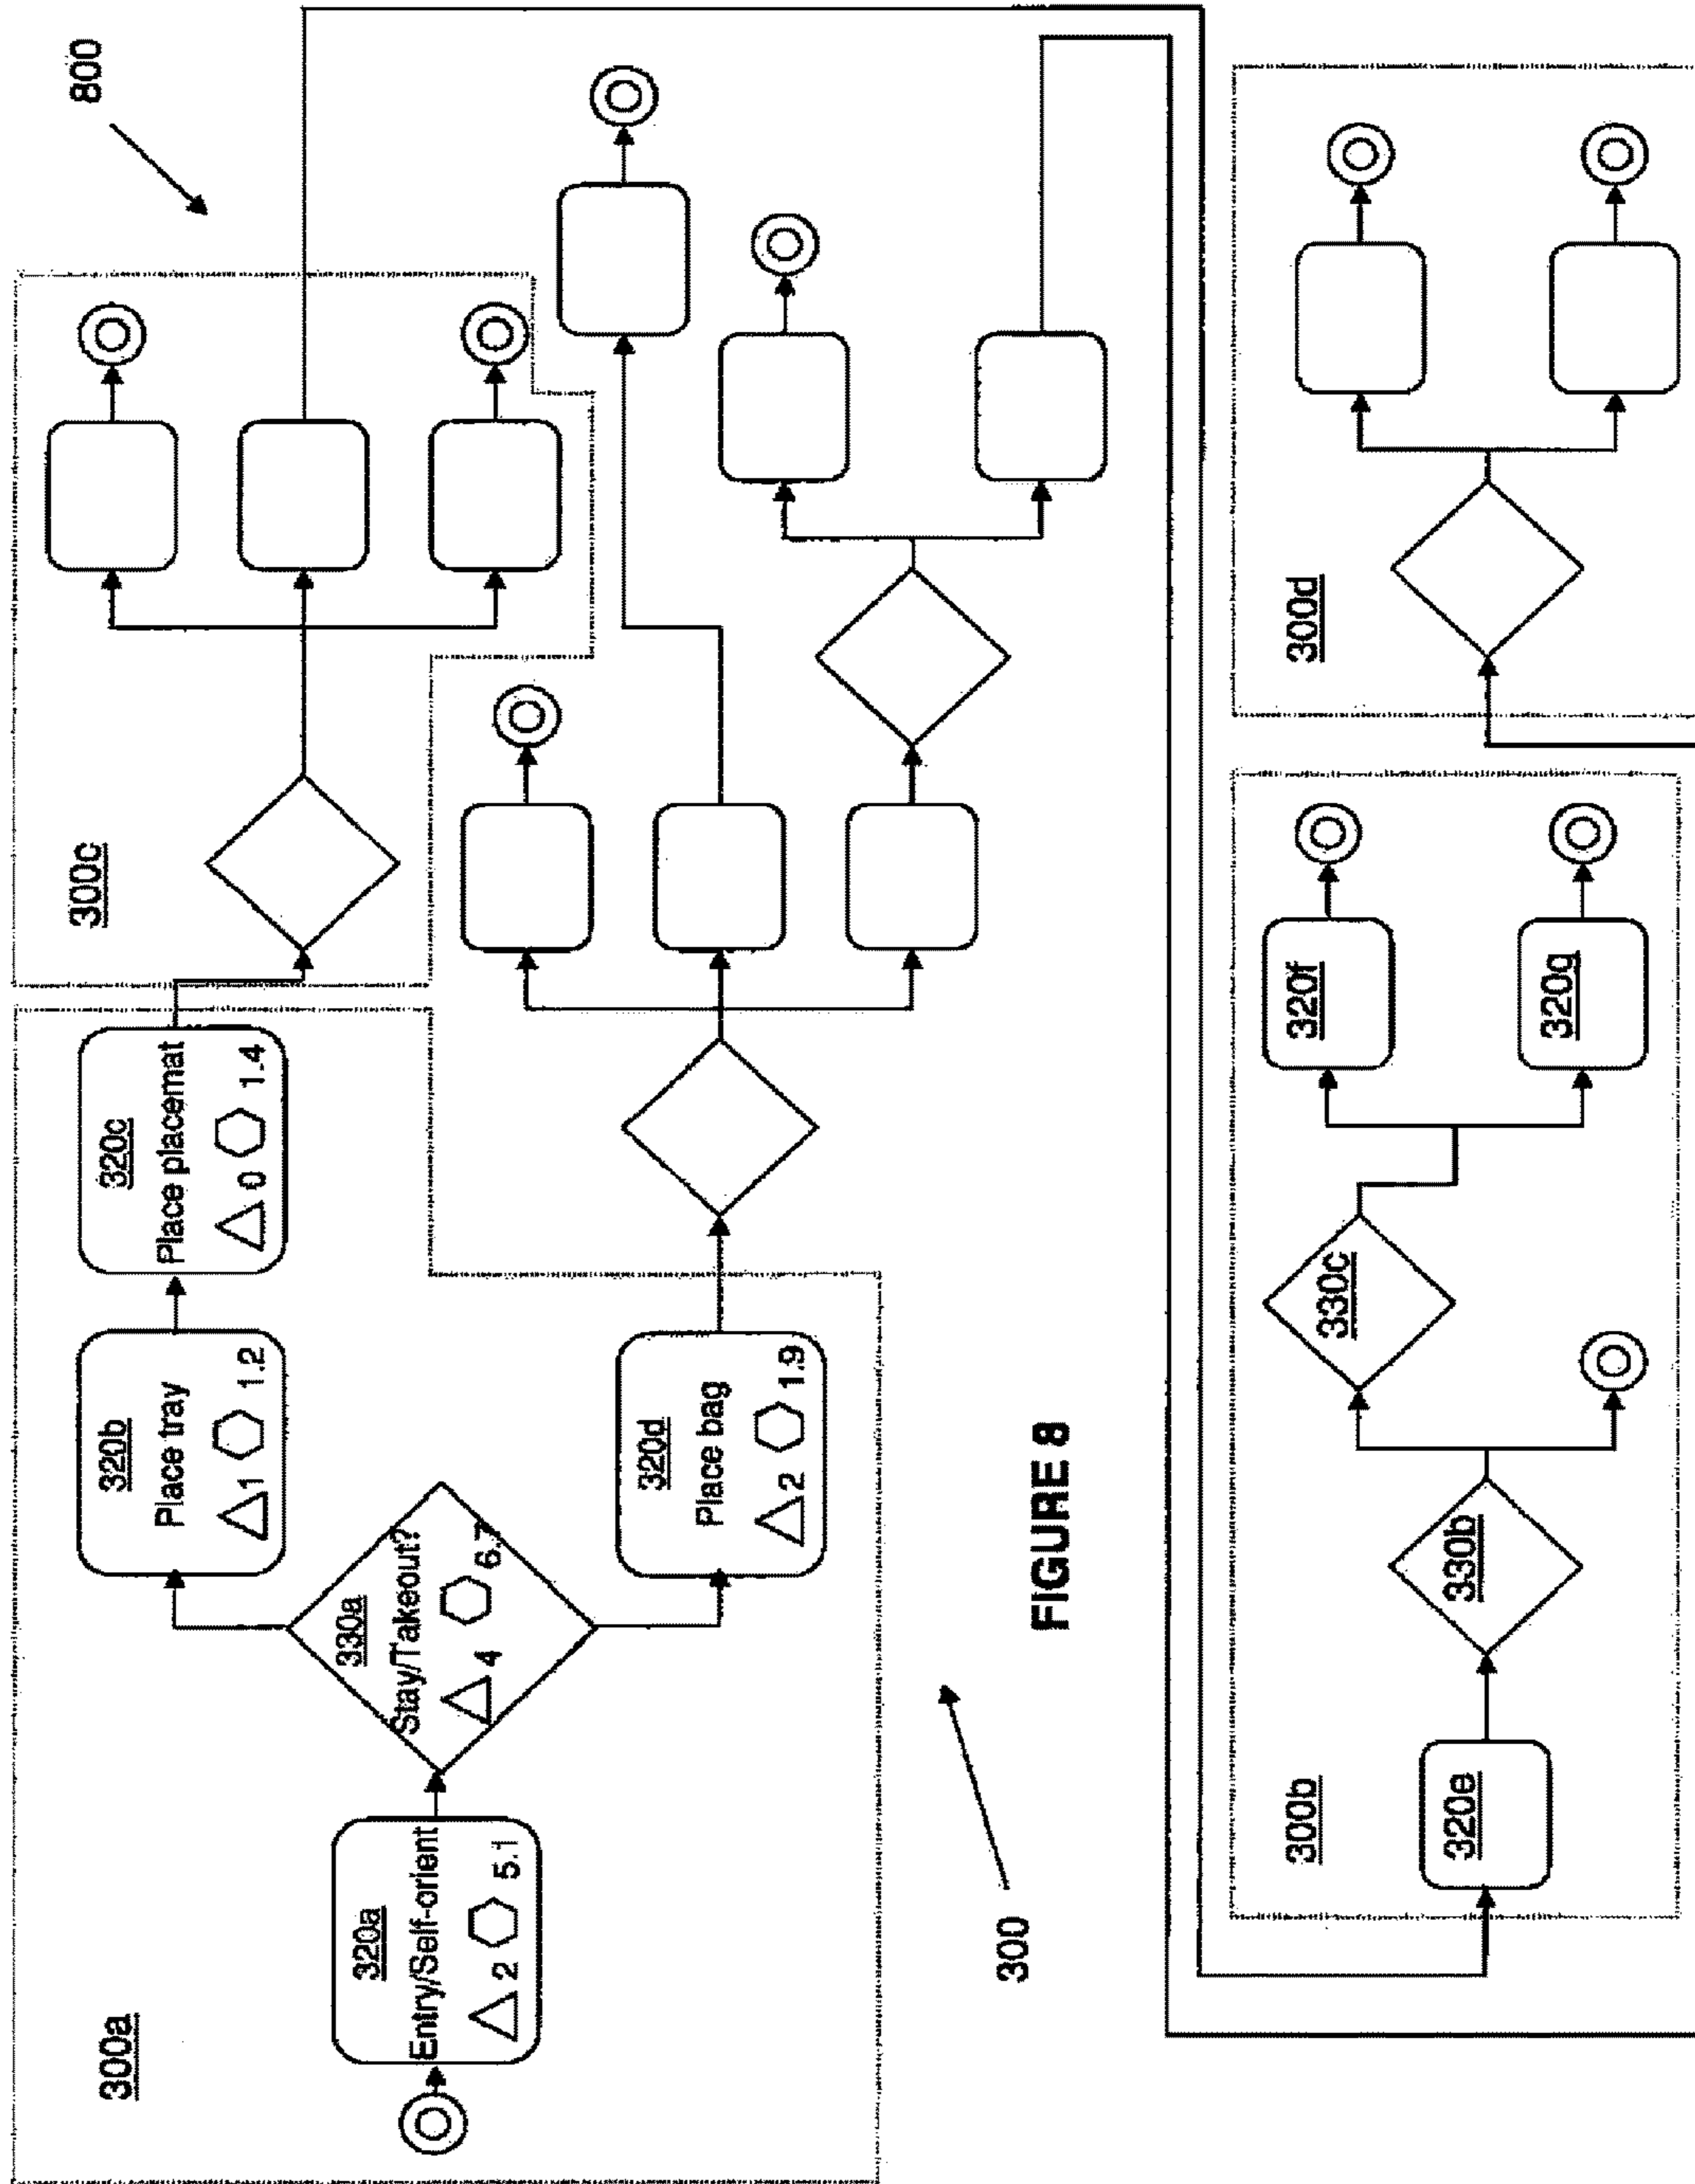 800
300a
320a
Entry/Self-orient
2 5.1
330a
Stay/Takeout?
4 6.7
320b
Place tray
1 1.2
320c
Place placemat
0 1.4
320d
Place bag
2 1.9
300c
300
FIGURE 8
300b
320e
330b
330c
320f
320g
300d